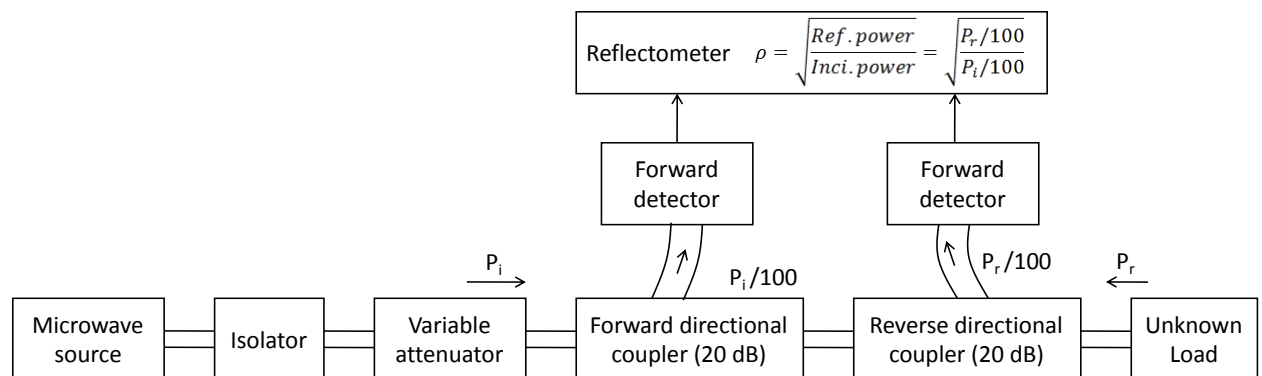 Reflectometer ρ = √(Ref.power/Inci.power) = √(P_r/100 / P_i/100)
Forward
detector
Forward
detector
P_i
P_i/100
P_r/100
P_r
Microwave
source
Isolator
Variable
attenuator
Forward directional
coupler (20 dB)
Reverse directional
coupler (20 dB)
Unknown
Load